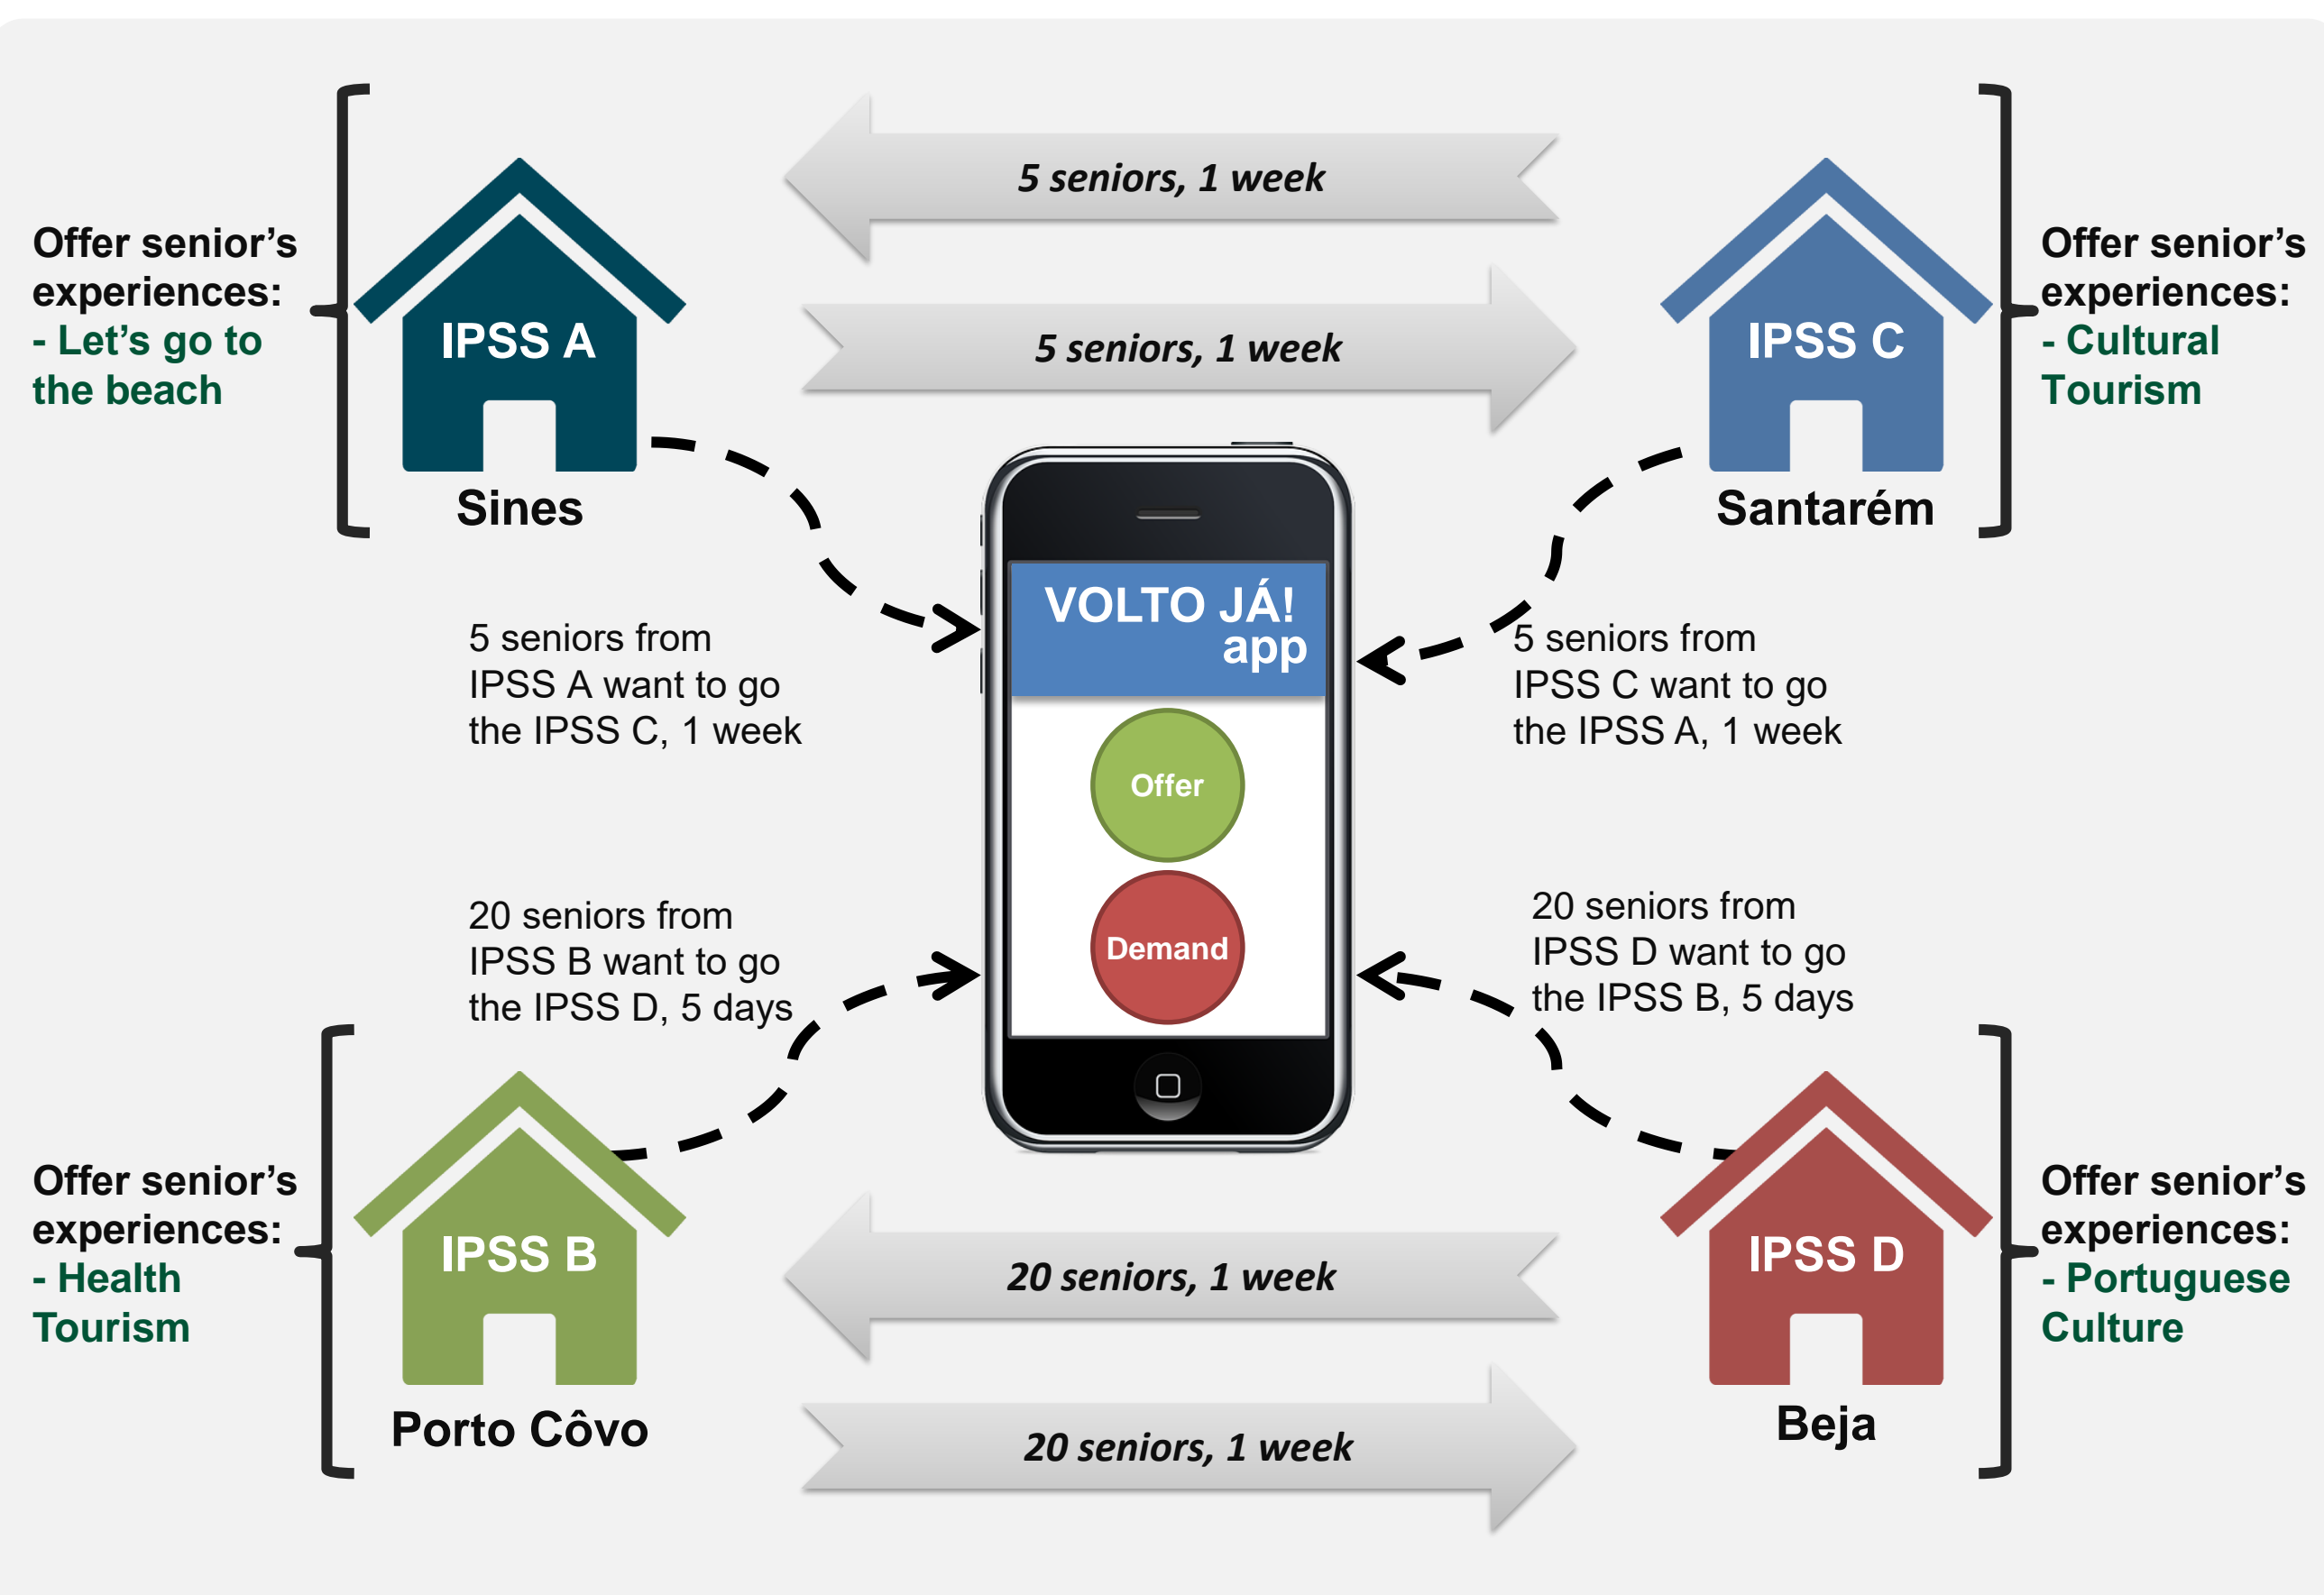 5 seniors, 1 week
5 seniors, 1 week
Offer senior’s
experiences:
- Let’s go to
the beach
IPSS A
Sines
IPSS C
Santarém
Offer senior’s
experiences:
- Cultural
Tourism
5 seniors from
IPSS A want to go
the IPSS C, 1 week
VOLTO JÁ!
app
Offer
Demand
5 seniors from
IPSS C want to go
the IPSS A, 1 week
20 seniors from
IPSS B want to go
the IPSS D, 5 days
20 seniors from
IPSS D want to go
the IPSS B, 5 days
Offer senior’s
experiences:
- Health
Tourism
IPSS B
Porto Côvo
20 seniors, 1 week
20 seniors, 1 week
IPSS D
Beja
Offer senior’s
experiences:
- Portuguese
Culture